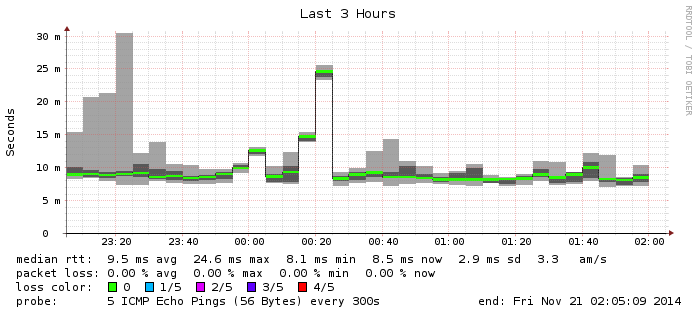 Last 3 Hours
RRDTOOL / TOBI OETIKER
Seconds
30 m
25 m
20 m
15 m
10 m
5 m
0
23:20 23:40 00:00 00:20 00:40 01:00 01:20 01:40 02:00
median rtt: 9.5 ms avg 24.6 ms max 8.1 ms min 8.5 ms now 2.9 ms sd 3.3 am/s
packet loss: 0.00 % avg 0.00 % max 0.00 % min 0.00 % now
loss color: 0 1/5 2/5 3/5 4/5
probe: 5 ICMP Echo Pings (56 Bytes) every 300s end: Fri Nov 21 02:05:09 2014